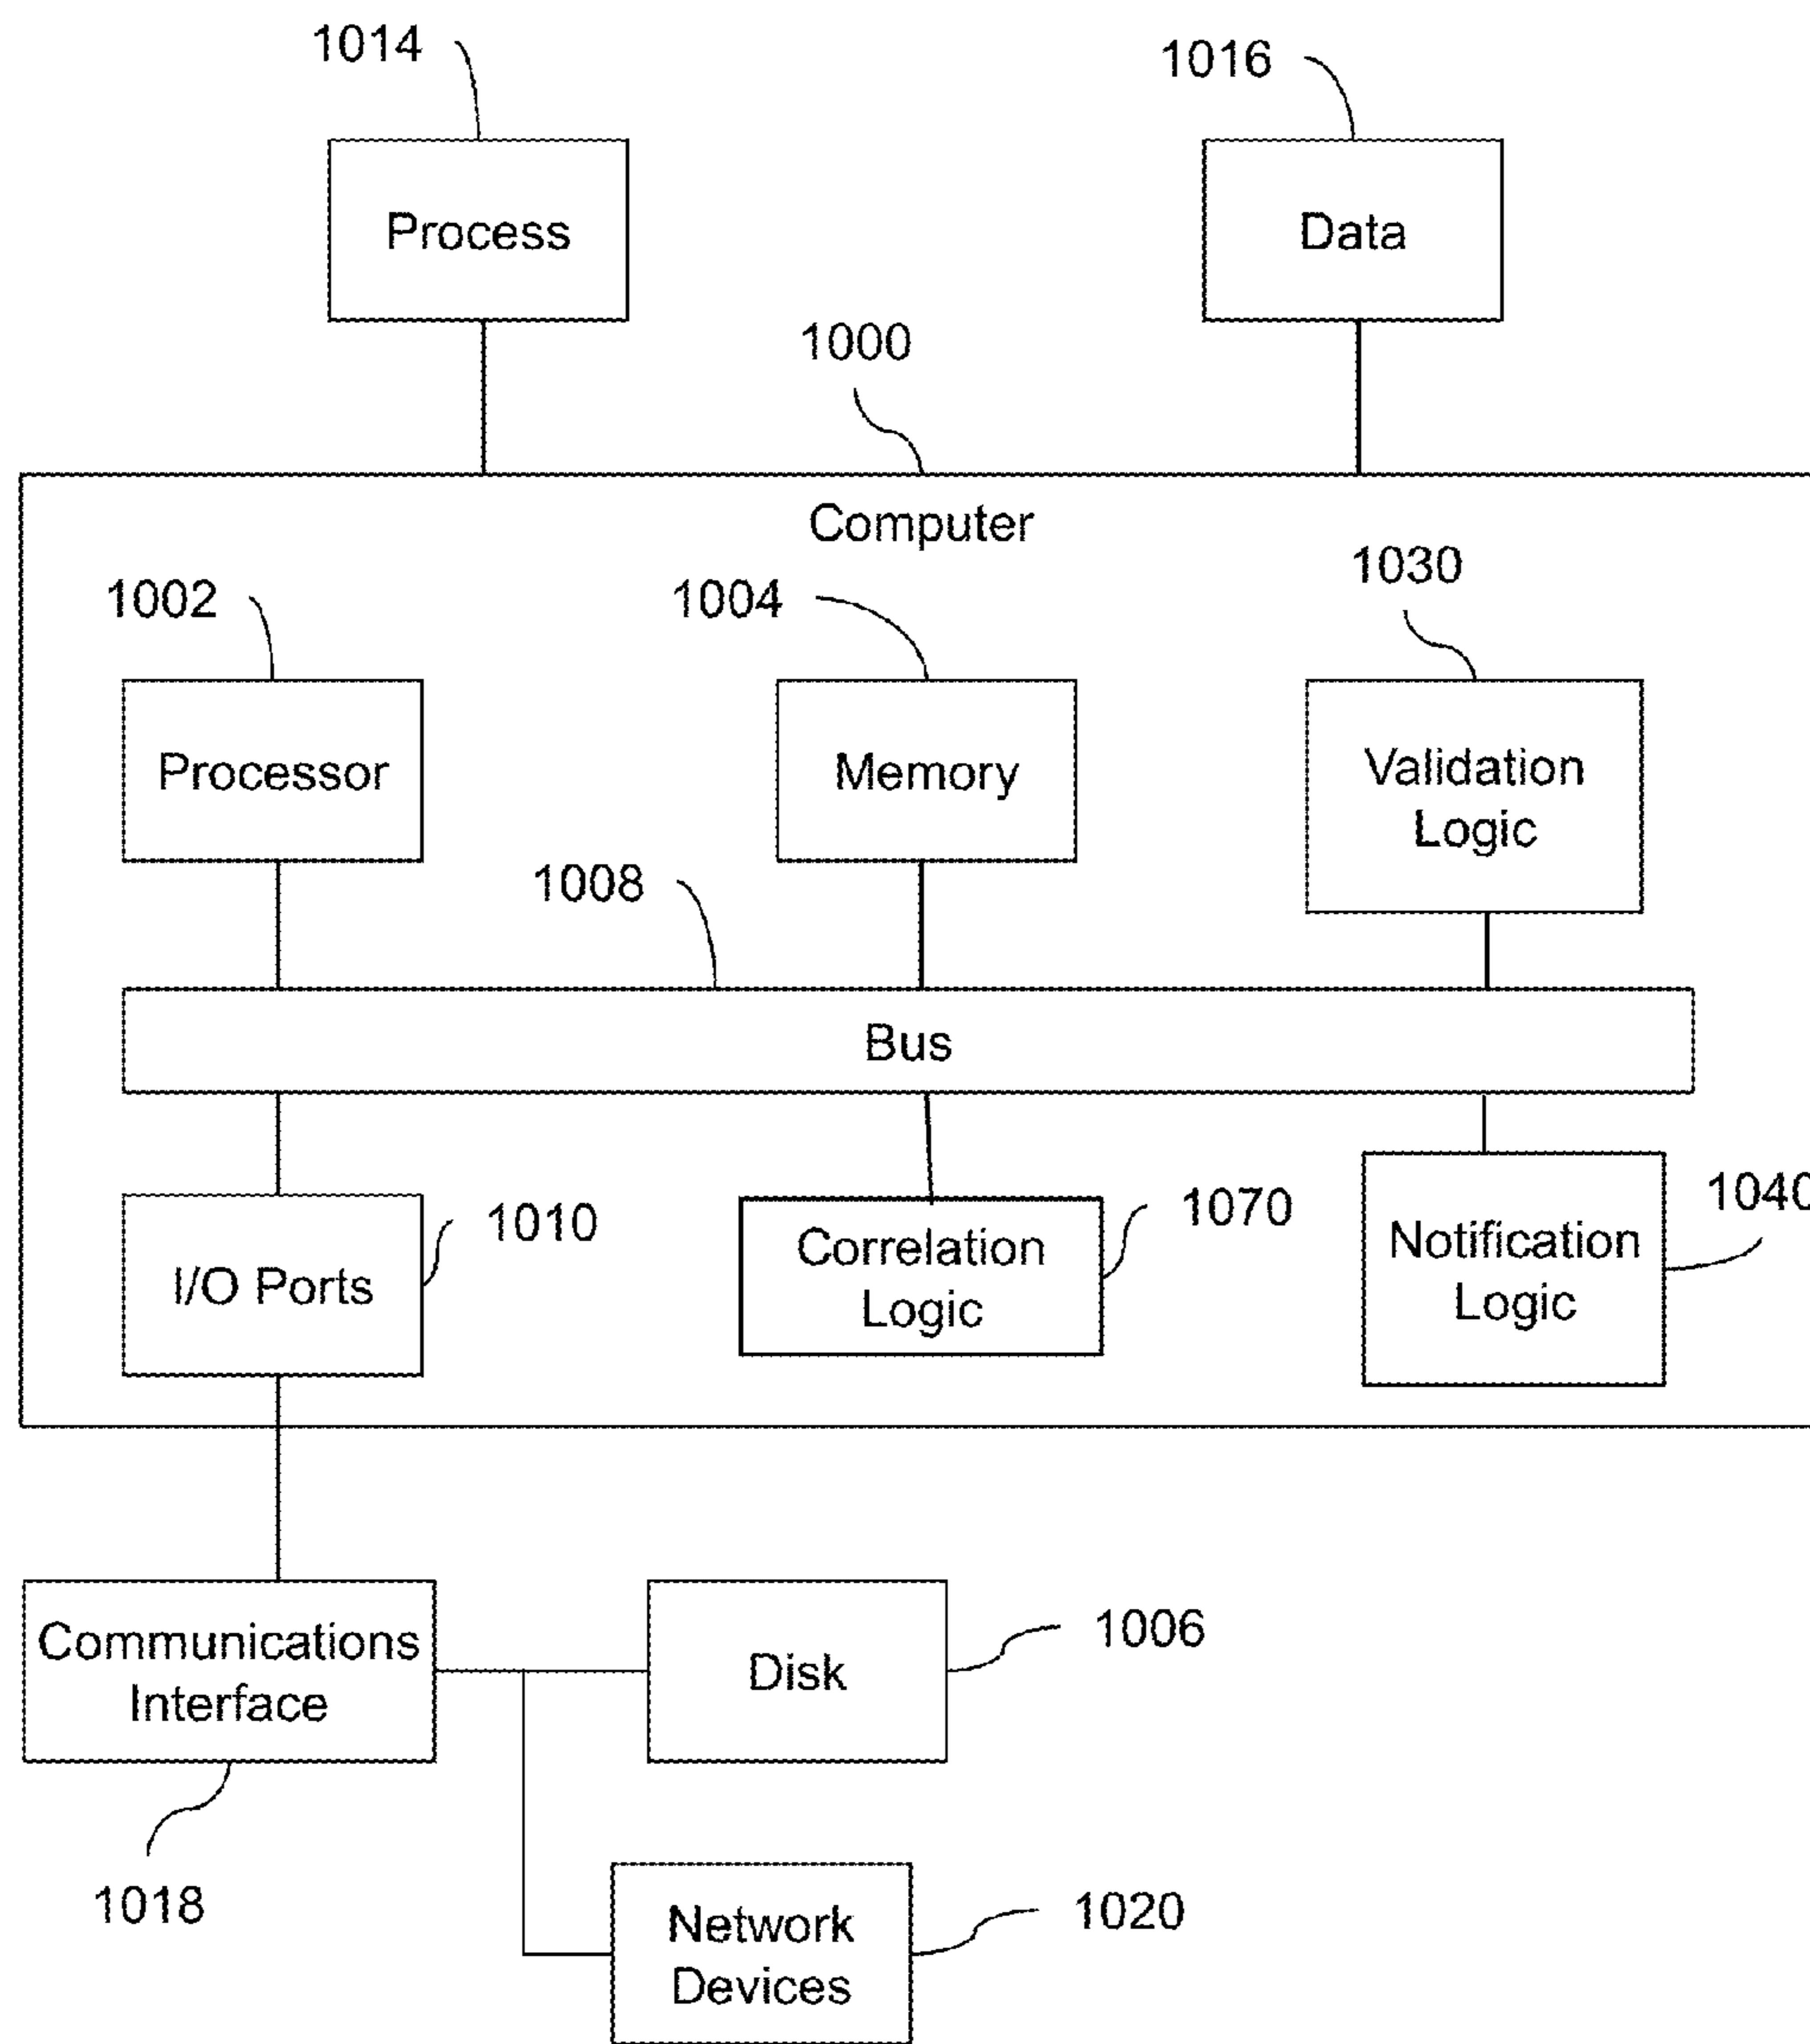 1014
1016
Process
Data
1000
Computer
1002
1004
1030
Processor
Memory
Validation
Logic
1008
Bus
1010
1070
1040
I/O Ports
Correlation
Logic
Notification
Logic
Communications
Interface
Disk
1006
1018
Network
Devices
1020